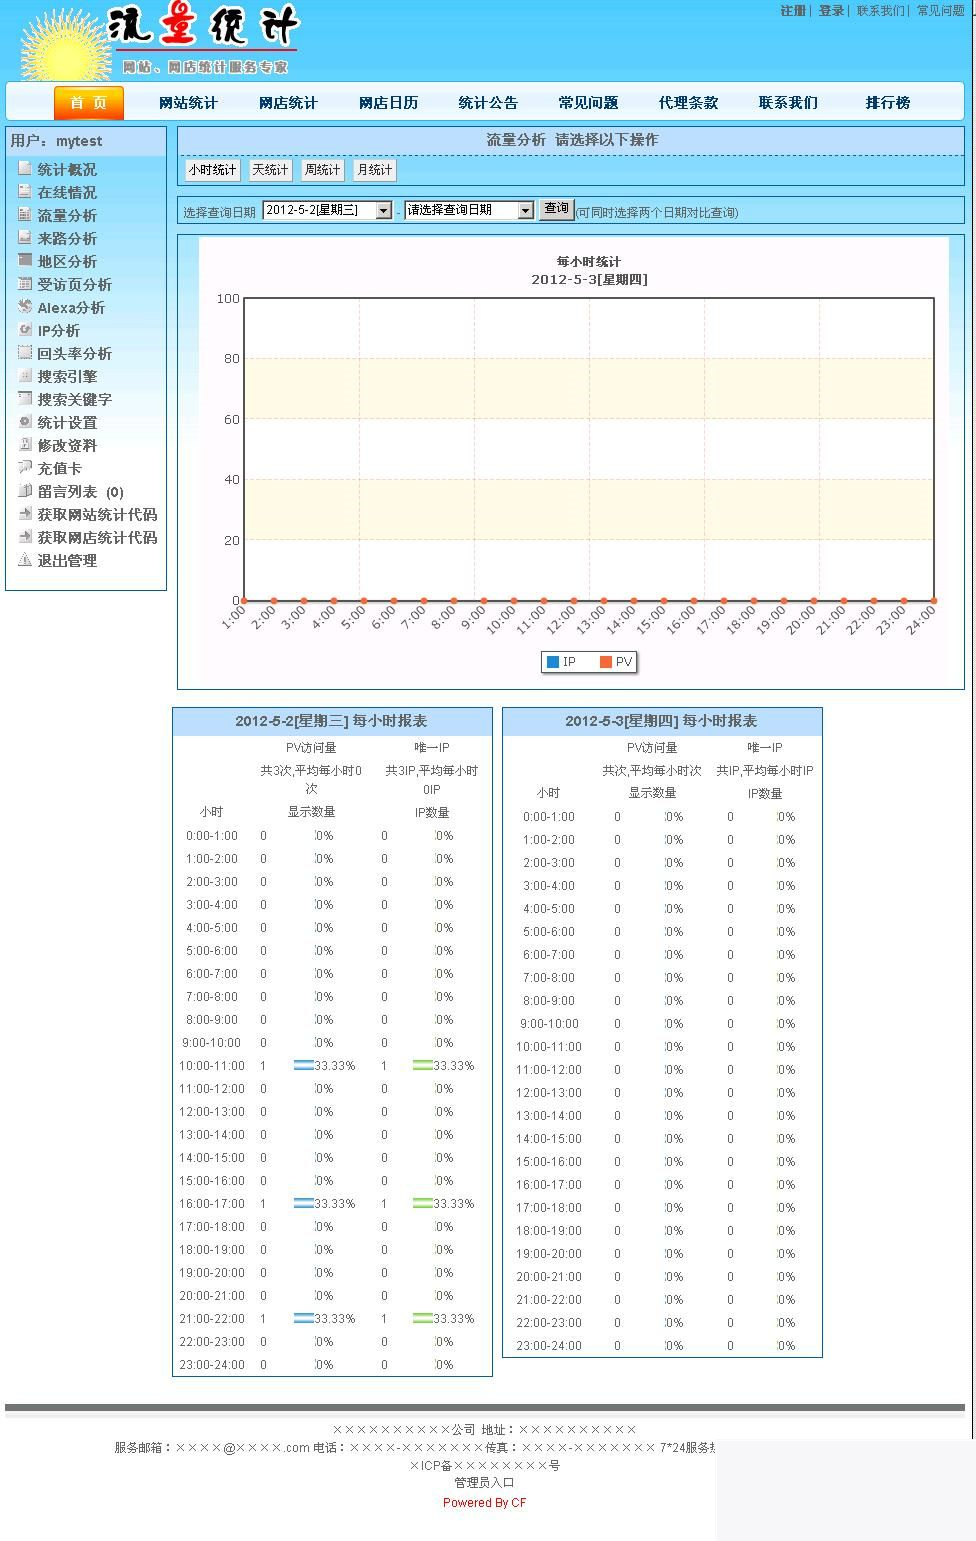 注册 | 登录 | 联系我们 | 常见问题
流量统计
网站、网店统计服务专家
首 页 网站统计 网店统计 网店日历 统计公告 常见问题 代理条款 联系我们 排行榜
用户：mytest
统计概况
在线情况
流量分析
来路分析
地区分析
受访页分析
Alexa分析
IP分析
回头率分析
搜索引擎
搜索关键字
统计设置
修改资料
充值卡
留言列表 (0)
获取网站统计代码
获取网店统计代码
退出管理
流量分析 请选择以下操作
小时统计 天统计 周统计 月统计
选择查询日期 2012-5-2[星期三] - 请选择查询日期 查询 (可同时选择两个日期对比查询)
每小时统计
2012-5-3[星期四]
100
80
60
40
20
0
1:00 2:00 3:00 4:00 5:00 6:00 7:00 8:00 9:00 10:00 11:00 12:00 13:00 14:00 15:00 16:00 17:00 18:00 19:00 20:00 21:00 22:00 23:00 24:00
IP PV
2012-5-2[星期三] 每小时报表
PV访问量 唯一IP
共3次,平均每小时0次 共3IP,平均每小时0IP
小时 显示数量 IP数量
0:00-1:00 0 0% 0 0%
1:00-2:00 0 0% 0 0%
2:00-3:00 0 0% 0 0%
3:00-4:00 0 0% 0 0%
4:00-5:00 0 0% 0 0%
5:00-6:00 0 0% 0 0%
6:00-7:00 0 0% 0 0%
7:00-8:00 0 0% 0 0%
8:00-9:00 0 0% 0 0%
9:00-10:00 0 0% 0 0%
10:00-11:00 1 33.33% 1 33.33%
11:00-12:00 0 0% 0 0%
12:00-13:00 0 0% 0 0%
13:00-14:00 0 0% 0 0%
14:00-15:00 0 0% 0 0%
15:00-16:00 0 0% 0 0%
16:00-17:00 1 33.33% 1 33.33%
17:00-18:00 0 0% 0 0%
18:00-19:00 0 0% 0 0%
19:00-20:00 0 0% 0 0%
20:00-21:00 0 0% 0 0%
21:00-22:00 1 33.33% 1 33.33%
22:00-23:00 0 0% 0 0%
23:00-24:00 0 0% 0 0%
2012-5-3[星期四] 每小时报表
PV访问量 唯一IP
共次,平均每小时次 共IP,平均每小时IP
小时 显示数量 IP数量
0:00-1:00 0 0% 0 0%
1:00-2:00 0 0% 0 0%
2:00-3:00 0 0% 0 0%
3:00-4:00 0 0% 0 0%
4:00-5:00 0 0% 0 0%
5:00-6:00 0 0% 0 0%
6:00-7:00 0 0% 0 0%
7:00-8:00 0 0% 0 0%
8:00-9:00 0 0% 0 0%
9:00-10:00 0 0% 0 0%
10:00-11:00 0 0% 0 0%
11:00-12:00 0 0% 0 0%
12:00-13:00 0 0% 0 0%
13:00-14:00 0 0% 0 0%
14:00-15:00 0 0% 0 0%
15:00-16:00 0 0% 0 0%
16:00-17:00 0 0% 0 0%
17:00-18:00 0 0% 0 0%
18:00-19:00 0 0% 0 0%
19:00-20:00 0 0% 0 0%
20:00-21:00 0 0% 0 0%
21:00-22:00 0 0% 0 0%
22:00-23:00 0 0% 0 0%
23:00-24:00 0 0% 0 0%
××××××××××公司 地址：××××××××××
服务邮箱：××××@××××.com 电话：××××-×××××××传真：××××-××××××× 7*24服务
×ICP备××××××××号
管理员入口
Powered By CF